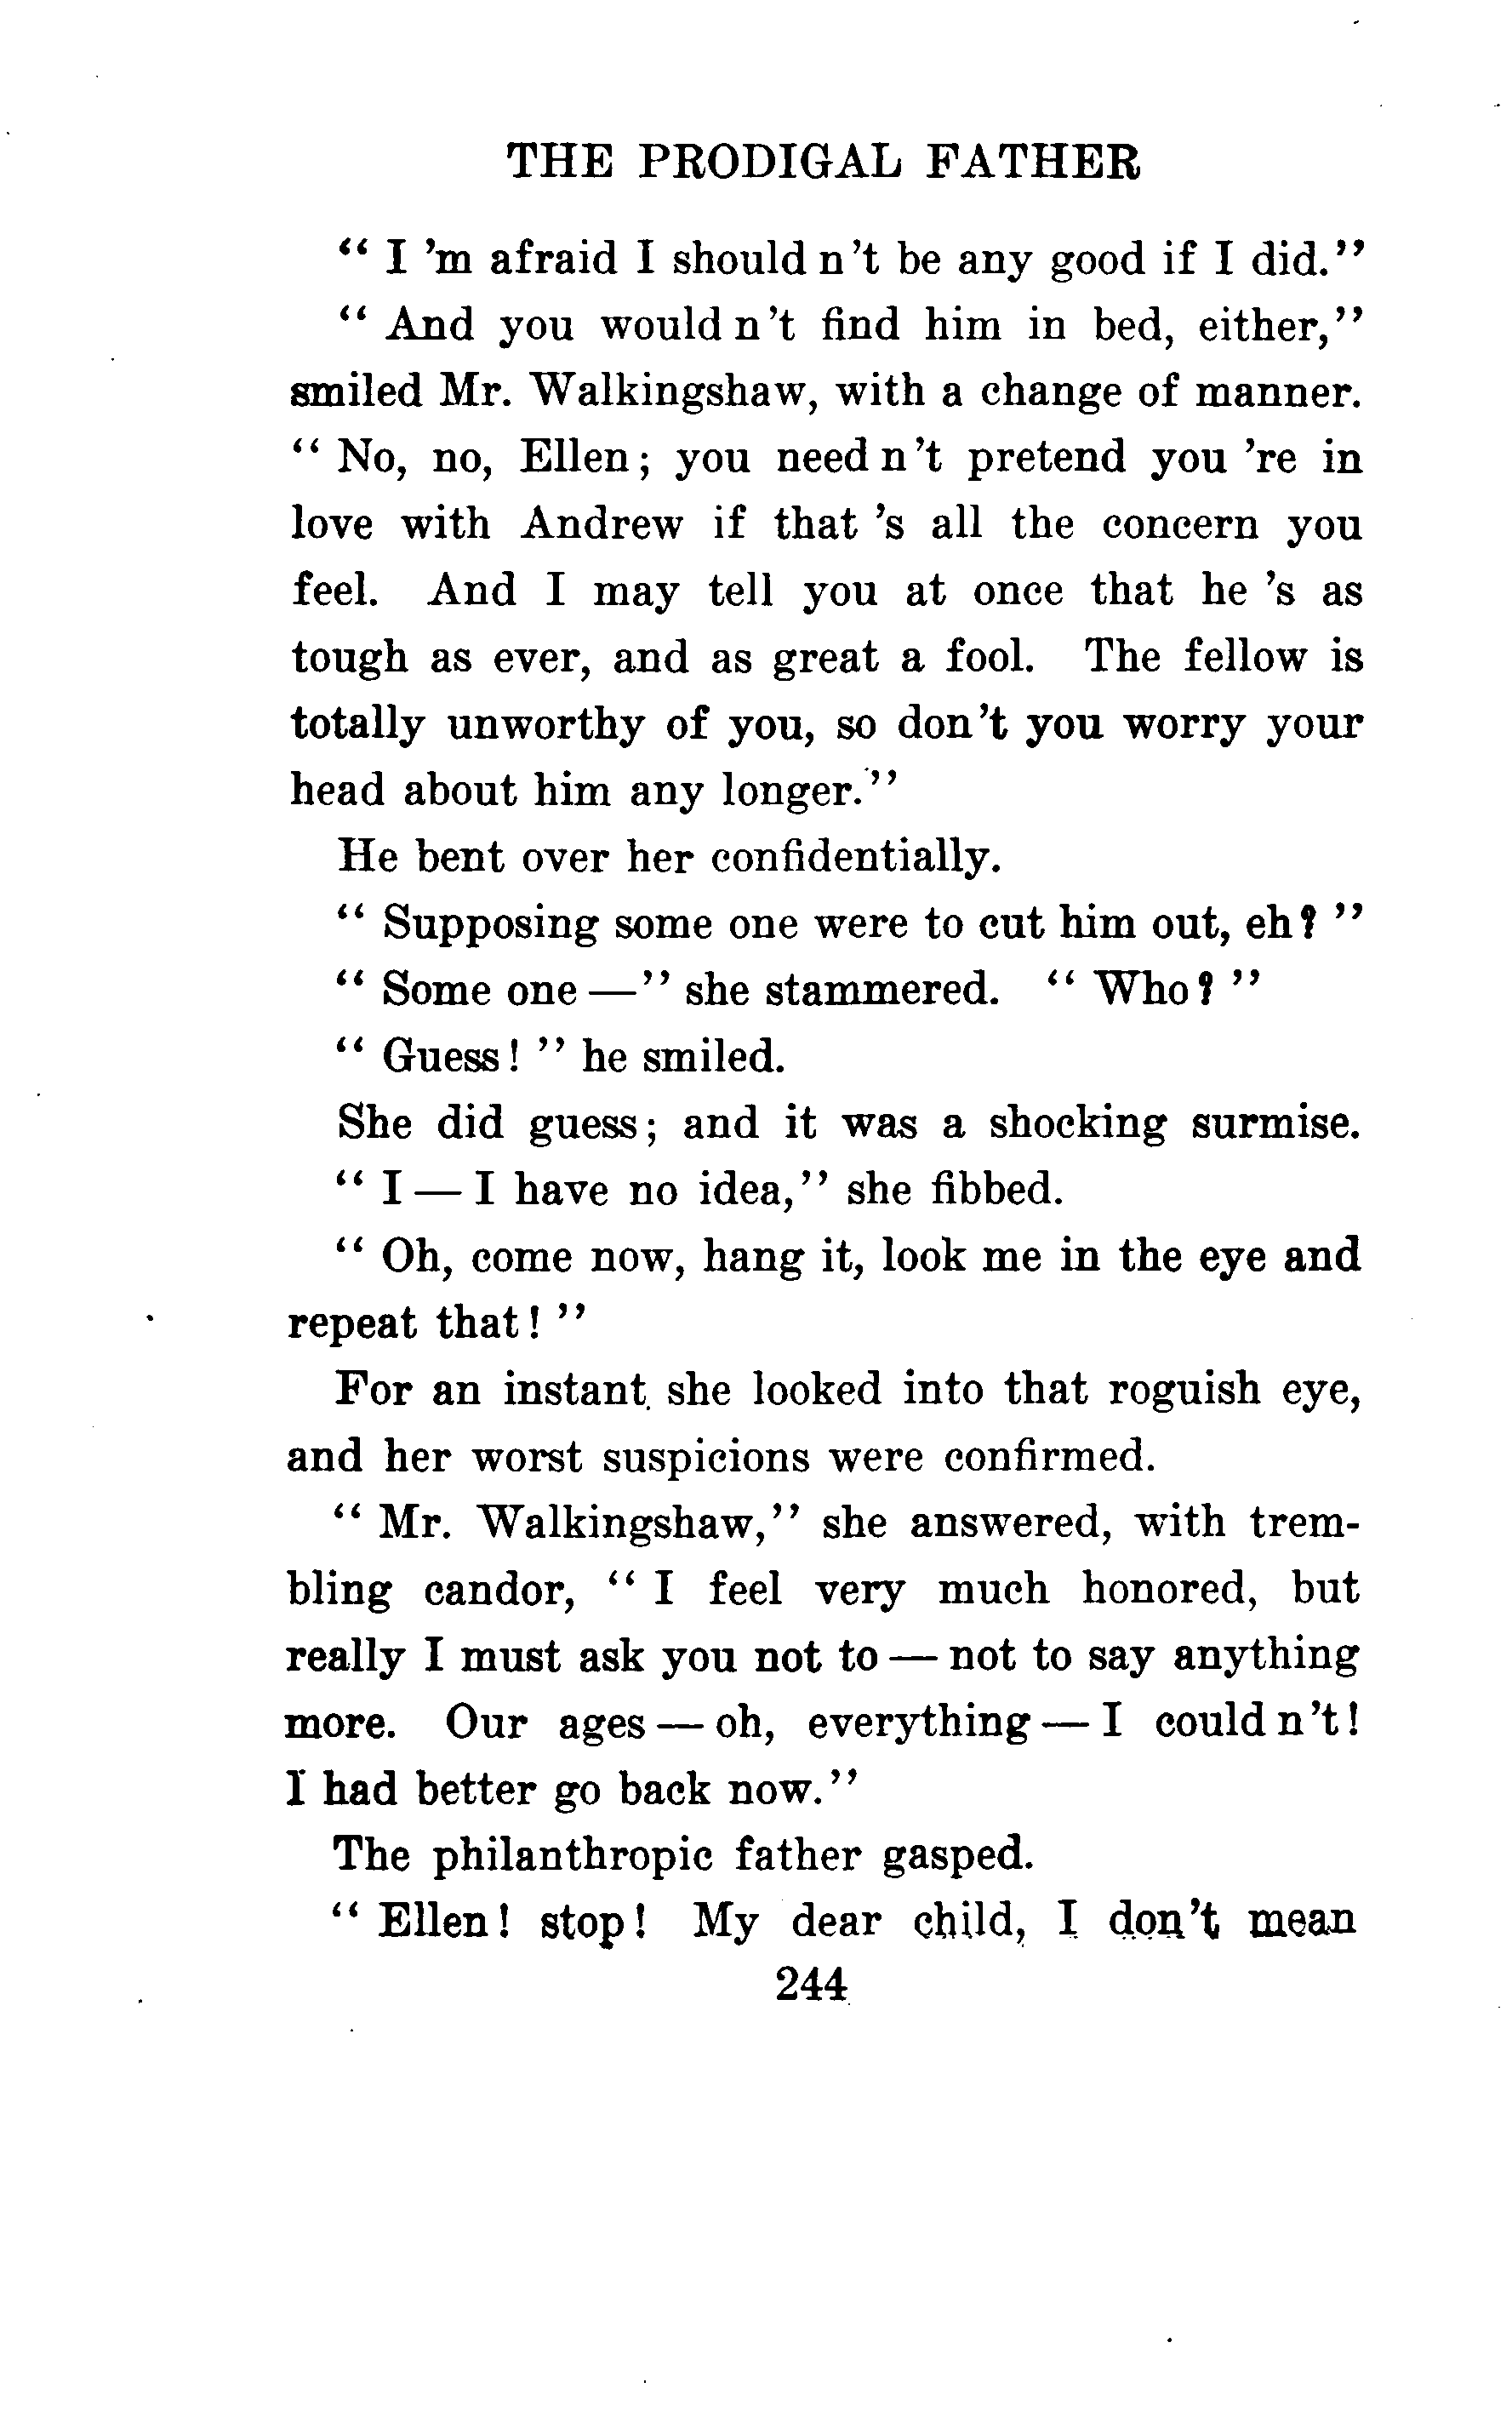 THE PRODIGAL FATHER
“ I ’m afraid I should n’t be any good if I did.”
“ And you would n’t find him in bed, either,”
smiled Mr. Walkingshaw, with a change of manner.
“ No, no, Ellen; you need n’t pretend you ’re in
love with Andrew if that ’s all the concern you
feel. And I may tell you at once that he ’s as
tough as ever, and as great a fool. The fellow is
totally unworthy of you, so don’t you worry your
head about him any longer.”
He bent over her confidentially.
“ Supposing some one were to cut him out, eh? ”
“ Some one —” she stammered. “ Who? ”
“ Guess! ” he smiled.
She did guess; and it was a shocking surmise.
“ I — I have no idea,” she fibbed.
“ Oh, come now, hang it, look me in the eye and
repeat that! ”
For an instant she looked into that roguish eye,
and her worst suspicions were confirmed.
“ Mr. Walkingshaw,” she answered, with trem-
bling candor, “ I feel very much honored, but
really I must ask you not to — not to say anything
more. Our ages — oh, everything — I could n’t!
I had better go back now.”
The philanthropic father gasped.
“ Ellen! stop! My dear child, I don’t mean
244